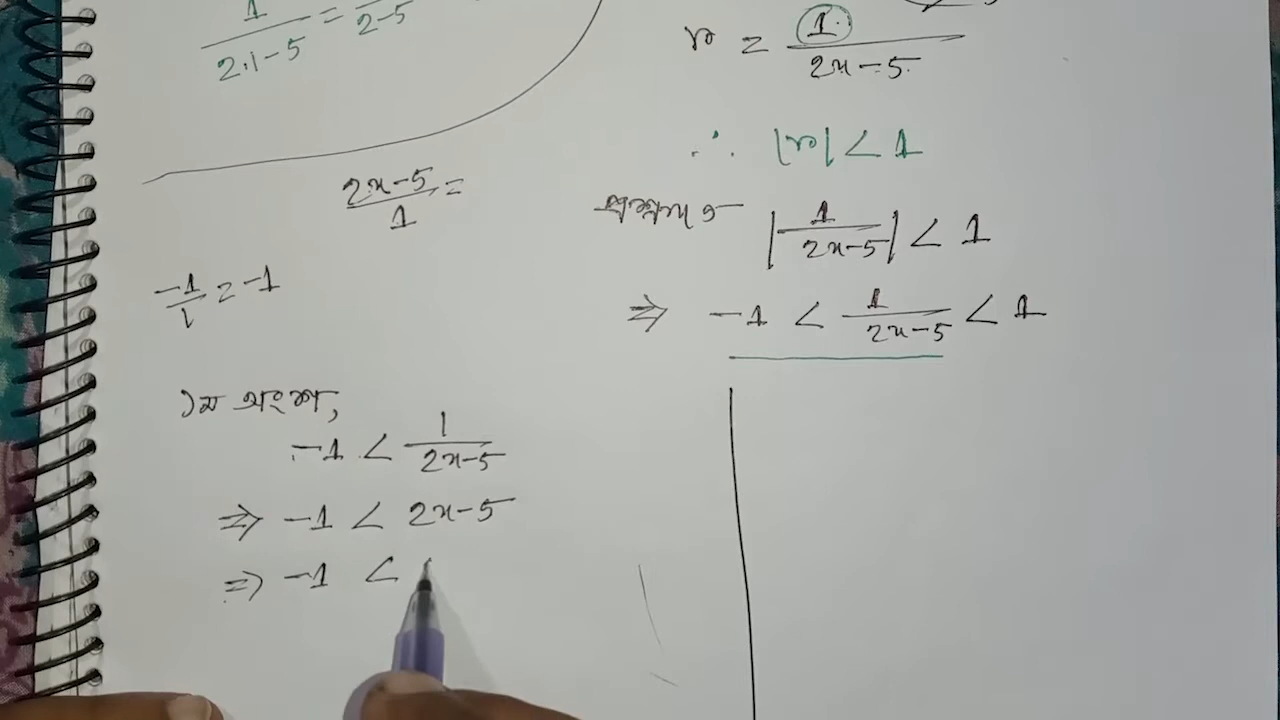 1/(2.1-5) = /(2-5)
r = 1/(2x-5)
∴ |r| < 1
(2x-5)/1 =
|1/(2x-5)| < 1
-1/1 = -1
⇒ -1 < 1/(2x-5) < 1
১ম অংশ,
-1 < 1/(2x-5)
⇒ -1 < 2x-5
⇒ -1 <